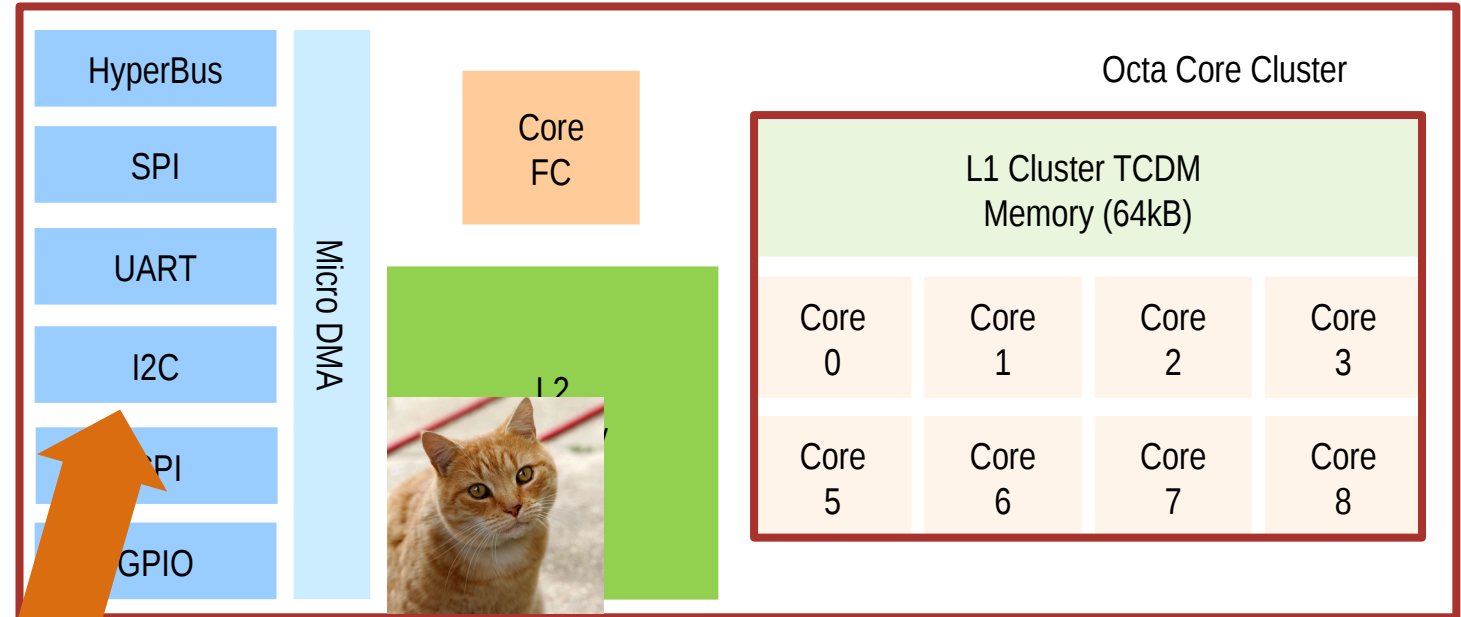 HyperBus
SPI
UART
I2C
GPIO
Micro DMA
Core
FC
L2
Octa Core Cluster
L1 Cluster TCDM
Memory (64kB)
Core
0
Core
1
Core
2
Core
3
Core
5
Core
6
Core
7
Core
8